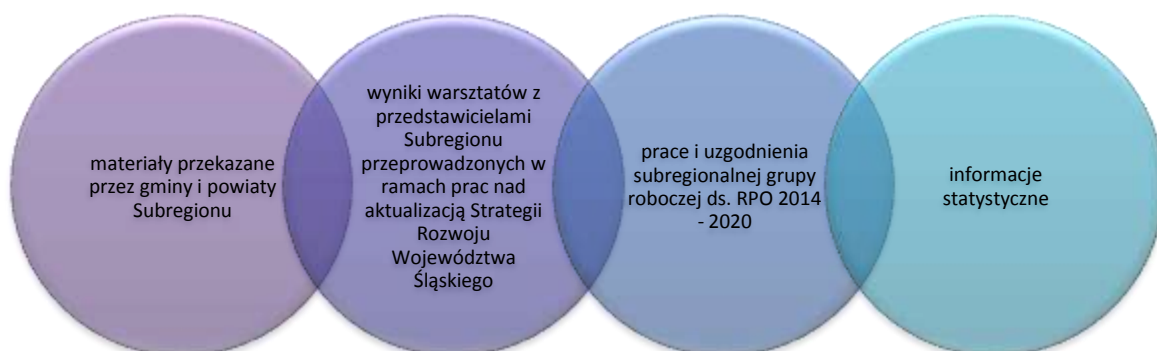 materiały przekazane
przez gminy i powiaty
Subregionu
wyniki warsztatów z
przedstawicielami
Subregionu
przeprowadzonych w
ramach prac nad
aktualizacją Strategii
Rozwoju
Województwa
Śląskiego
prace i uzgodnienia
subregionalnej grupy
roboczej ds. RPO 2014
- 2020
informacje
statystyczne